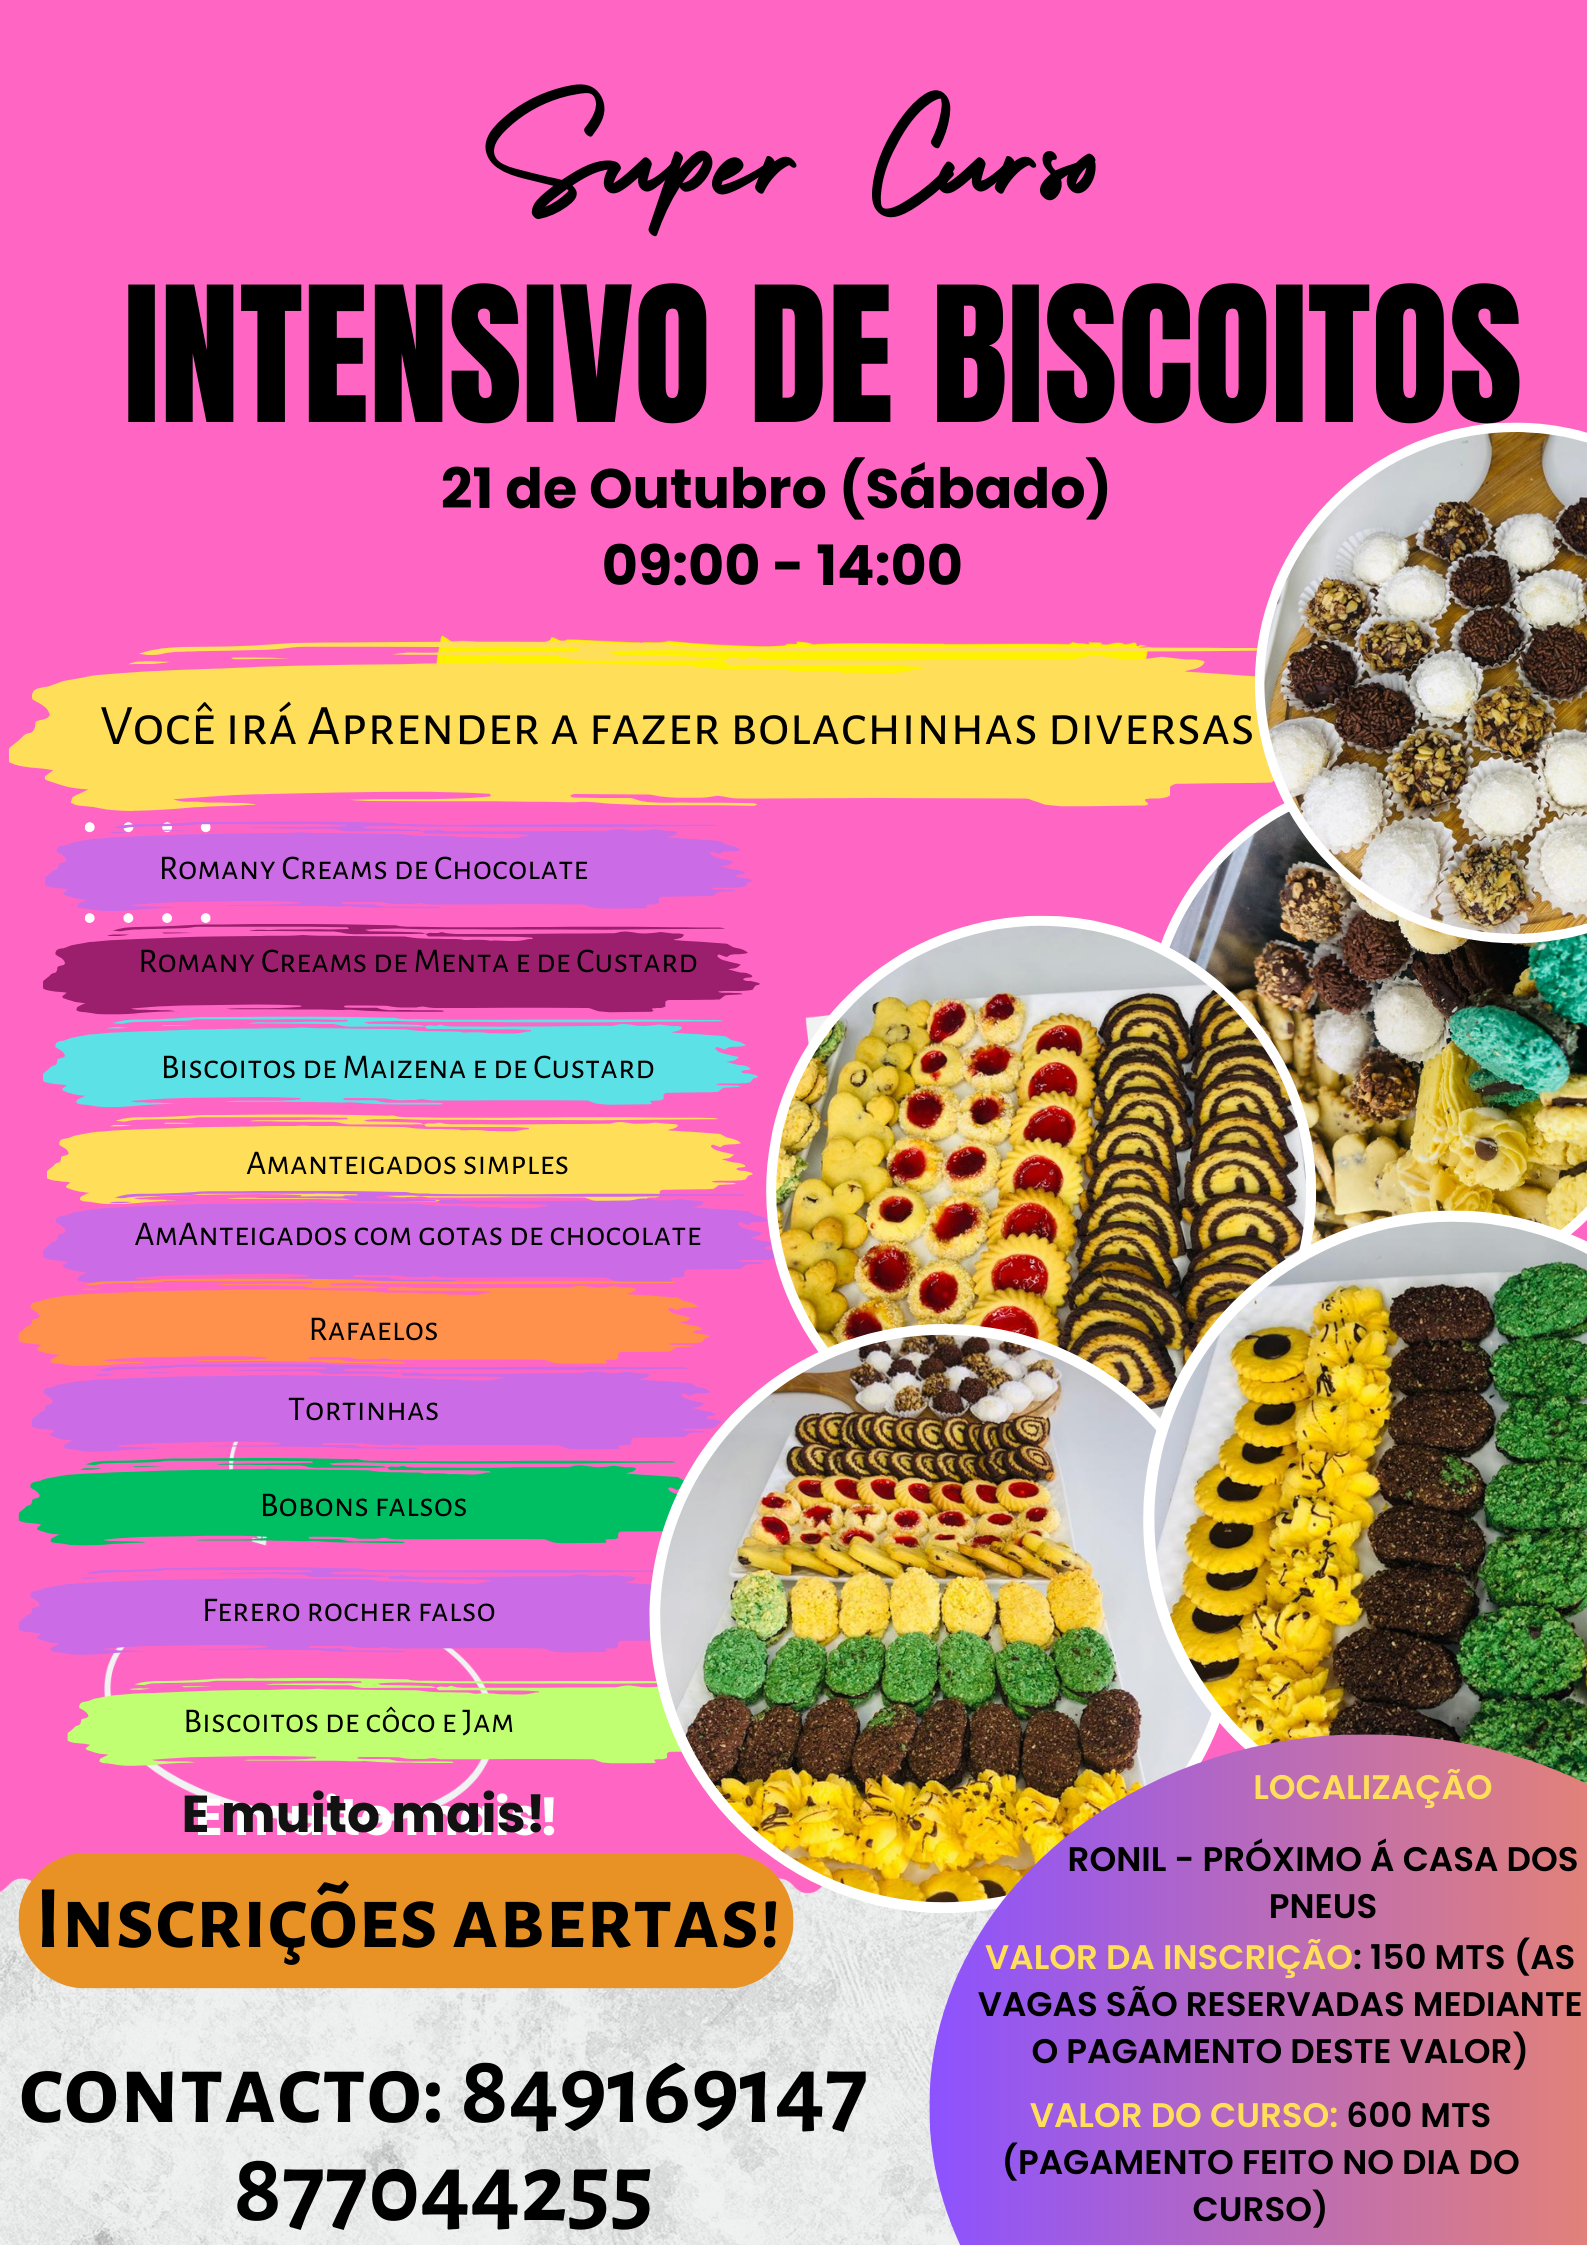 Super Curso
INTENSIVO DE BISCOITOS
21 de Outubro (Sábado)
09:00 - 14:00
Você irá Aprender a fazer bolachinhas diversas
Romany Creams de Chocolate
Romany Creams de Menta e de Custard
Biscoitos de Maizena e de Custard
Amanteigados simples
AmAnteigados com gotas de chocolate
Rafaelos
Tortinhas
Bobons falsos
Ferero rocher falso
Biscoitos de côco e Jam
E muito mais!
Inscrições abertas!
contacto: 849169147
877044255
LOCALIZAÇÃO
RONIL - PRÓXIMO Á CASA DOS
PNEUS
VALOR DA INSCRIÇÃO: 150 MTS (AS
VAGAS SÃO RESERVADAS MEDIANTE
O PAGAMENTO DESTE VALOR)
VALOR DO CURSO: 600 MTS
(PAGAMENTO FEITO NO DIA DO
CURSO)